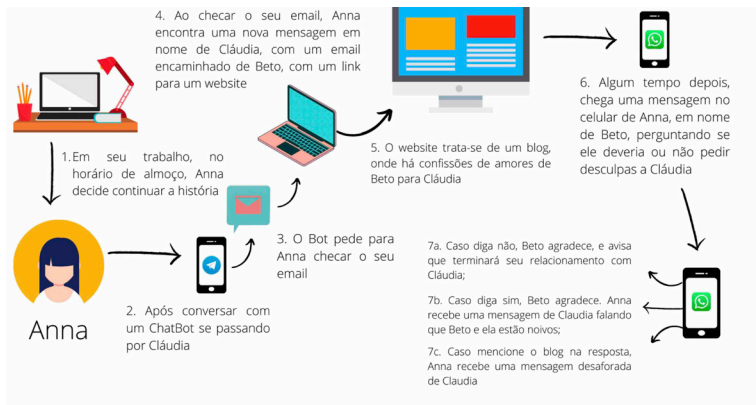 4. Ao checar o seu email, Anna
encontra uma nova mensagem em
nome de Cláudia, com um email
encaminhado de Beto, com um link
para um website
1.Em seu trabalho, no
horário de almoço, Anna
decide continuar a história
Anna
2. Após conversar com
um ChatBot se passando
por Cláudia
3. O Bot pede para
Anna checar o seu
email
5. O website trata-se de um blog,
onde há confissões de amores de
Beto para Cláudia
6. Algum tempo depois,
chega uma mensagem no
celular de Anna, em nome
de Beto, perguntando se
ele deveria ou não pedir
desculpas a Cláudia
7a. Caso diga não, Beto agradece, e avisa
que terminará seu relacionamento com
Cláudia;
7b. Caso diga sim, Beto agradece. Anna
recebe uma mensagem de Claudia falando
que Beto e ela estão noivos;
7c. Caso mencione o blog na resposta,
Anna recebe uma mensagem desaforada
de Claudia